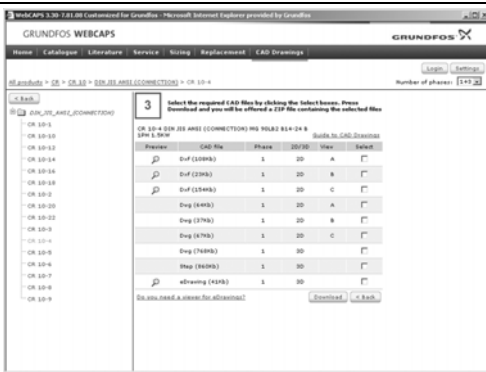 WebCAPS 3.30 7.01.08 Customized for Grundfos - Microsoft Internet Explorer provided by Grundfos
GRUNDFOS WEBCAPS
GRUNDFOS
Home Catalogue Literature Service Sizing Replacement CAD Drawings
Login Settings
All products > CR > CR 10 > DIN JIS ANSI (CONNECTION) > CR 10-4
Number of phases: 1+3
< Back
DIN_JIS_ANSI_(CONNECTION)
CR 10-1
CR 10-10
CR 10-12
CR 10-14
CR 10-16
CR 10-18
CR 10-2
CR 10-20
CR 10-22
CR 10-3
CR 10-4
CR 10-5
CR 10-6
CR 10-7
CR 10-8
CR 10-9
3
Select the required CAD files by clicking the Select boxes. Press
Download and you will be offered a ZIP file containing the selected files
CR 10-4 DIN JIS ANSI (CONNECTION) MG 90LB2 B14-24 B
1PH 1.5KW
Guide to CAD Drawings
Preview CAD file Phase 2D/3D View Select
Dxf (108Kb) 1 2D A
Dxf (23Kb) 1 2D B
Dxf (154Kb) 1 2D C
Dwg (64Kb) 1 2D A
Dwg (37Kb) 1 2D B
Dwg (67Kb) 1 2D C
Dwg (768Kb) 1 3D
Step (860Kb) 1 3D
eDrawing (41Kb) 1 3D
Do you need a viewer for eDrawings?
Download < Back